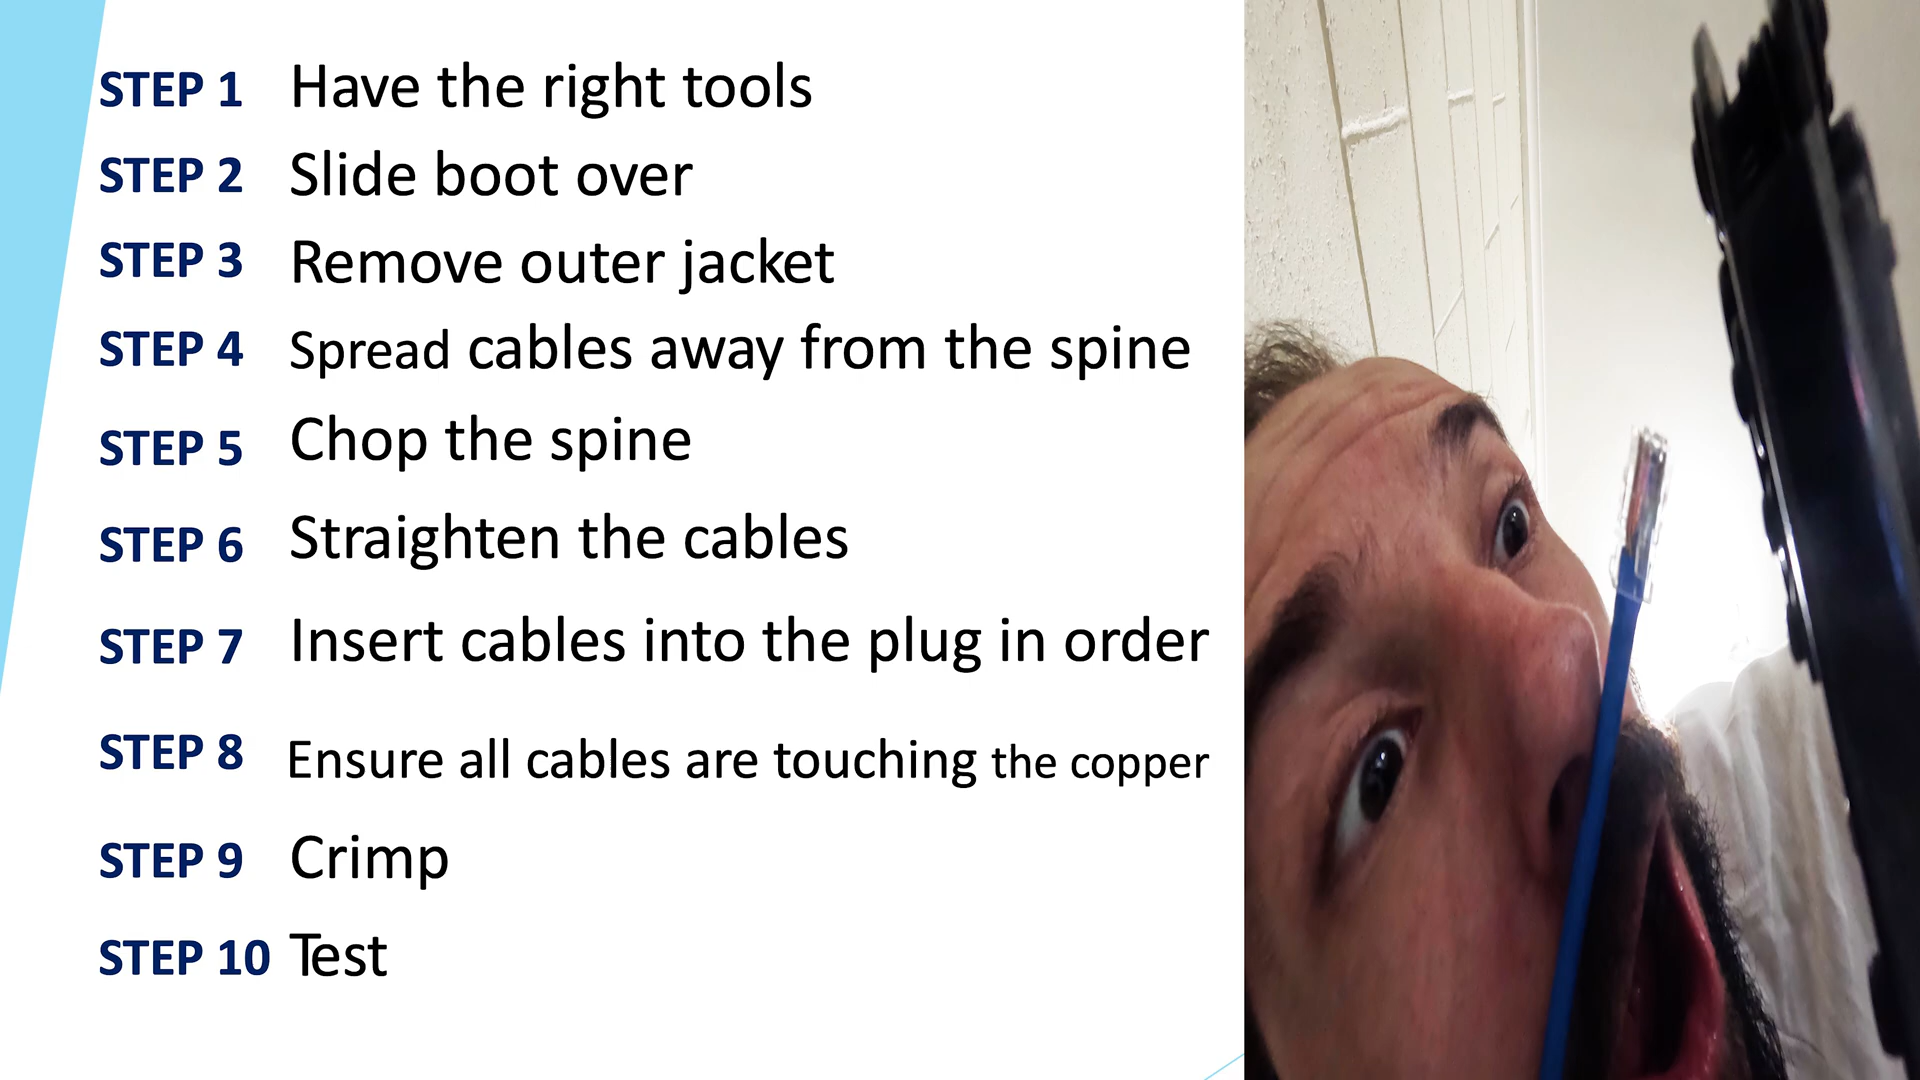 STEP 1 Have the right tools
STEP 2 Slide boot over
STEP 3 Remove outer jacket
STEP 4 Spread cables away from the spine
STEP 5 Chop the spine
STEP 6 Straighten the cables
STEP 7 Insert cables into the plug in order
STEP 8 Ensure all cables are touching the copper
STEP 9 Crimp
STEP 10 Test